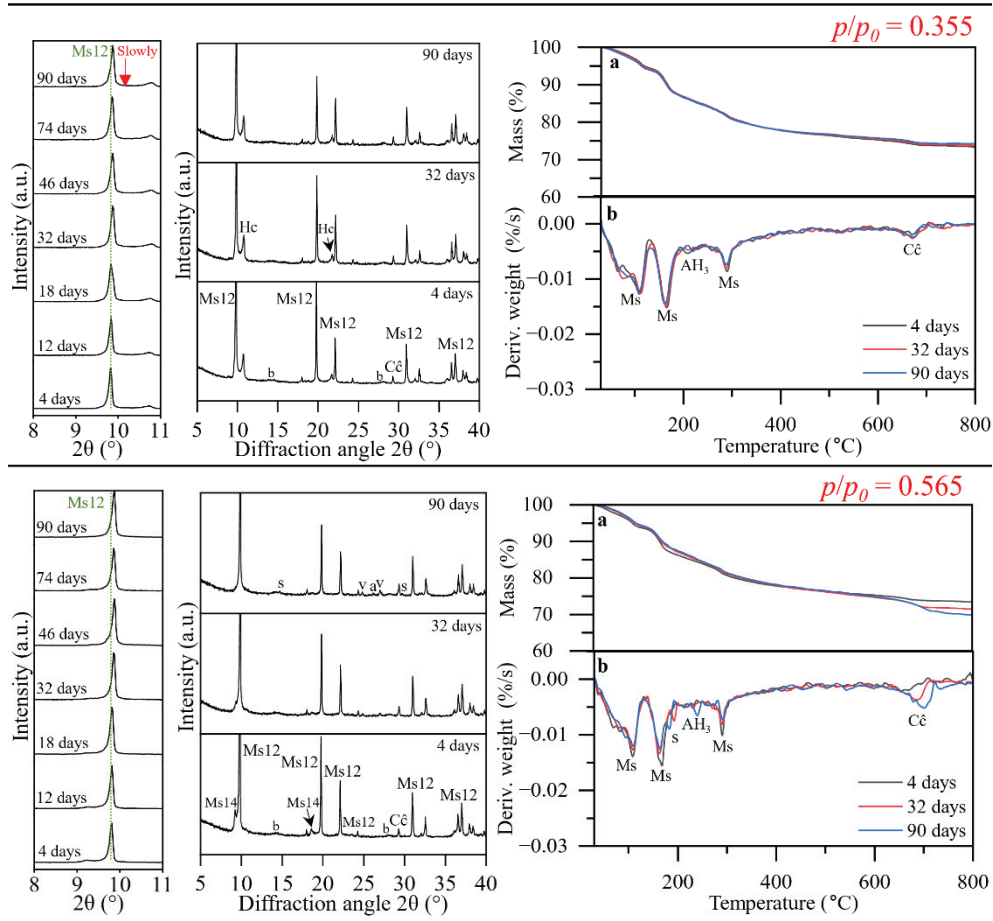 p/p0 = 0.355
Ms12 Slowly
90 days
74 days
46 days
32 days
18 days
12 days
4 days
8 9 10 11
2θ (°)
Intensity (a.u.)
90 days
32 days
Hc
Hc
4 days
Ms12
Ms12
Ms12
Ms12
Ms12
Cĉ
b
b
5 10 15 20 25 30 35 40
Diffraction angle 2θ (°)
Intensity (a.u.)
a
100
90
80
70
60
Mass (%)
b
0.00
−0.01
−0.02
−0.03
Deriv. weight (%/s)
Ms
Ms
AH3
Ms
Cĉ
4 days
32 days
90 days
0 200 400 600 800
Temperature (°C)
p/p0 = 0.565
Ms12
90 days
74 days
46 days
32 days
18 days
12 days
4 days
8 9 10 11
2θ (°)
Intensity (a.u.)
90 days
s
v
a
v
s
32 days
4 days
Ms12
Ms12
Ms12
Ms12
Ms12
Ms14
Ms14
Ms12
Cĉ
b
b
5 10 15 20 25 30 35 40
Diffraction angle 2θ (°)
Intensity (a.u.)
a
100
90
80
70
60
Mass (%)
b
0.00
−0.01
−0.02
−0.03
Deriv. weight (%/s)
Ms
Ms
s
AH3
Ms
Cĉ
4 days
32 days
90 days
200 400 600 800
Temperature (°C)